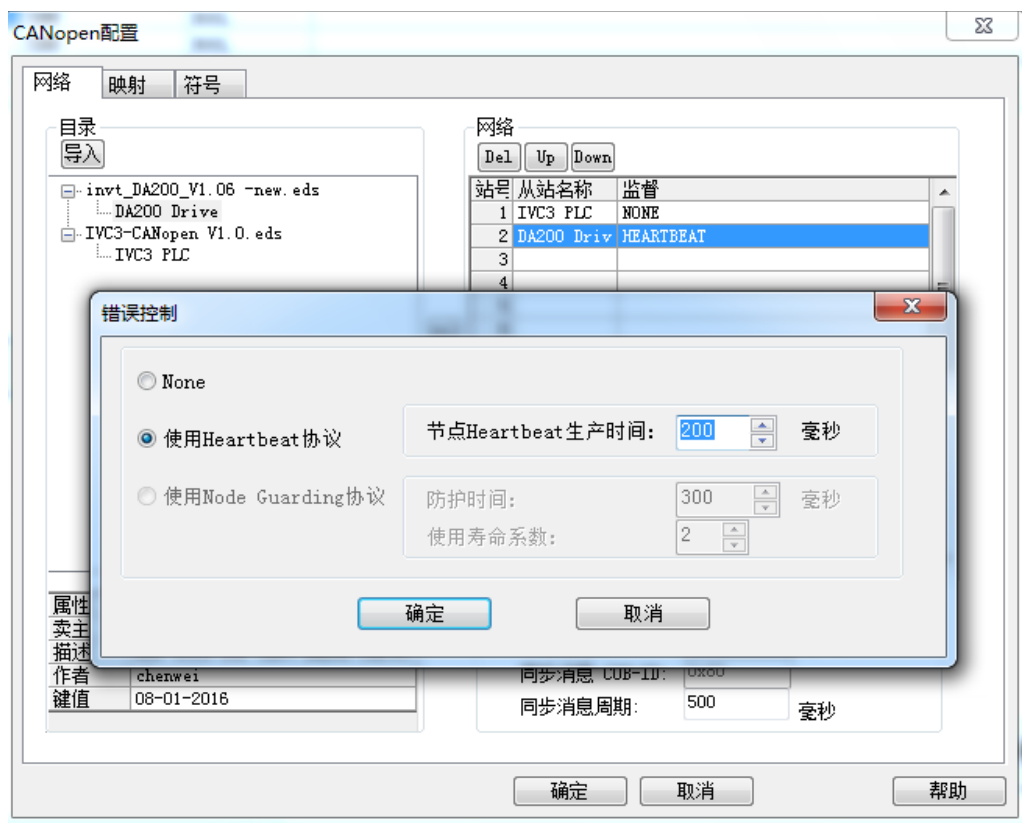 CANopen配置
网络 映射 符号
目录
导入
invt_DA200_V1.06 -new.eds
DA200 Drive
IVC3-CANopen V1.0.eds
IVC3 PLC
网络
Del Up Down
站号 从站名称 监督
1 IVC3 PLC NONE
2 DA200 Driv HEARTBEAT
3
4
错误控制
None
使用Heartbeat协议
节点Heartbeat生产时间: 200 毫秒
使用Node Guarding协议
防护时间: 300 毫秒
使用寿命系数: 2
确定 取消
属性
卖主
描述
作者 chenwei
键值 08-01-2016
同步消息 COB-ID: 0x80
同步消息周期: 500 毫秒
确定 取消 帮助